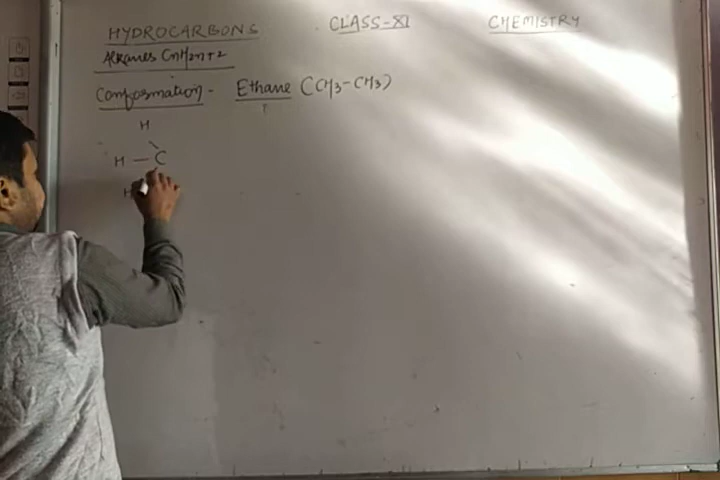 HYDROCARBONS CLASS-XI CHEMISTRY
Alkanes CnH2n+2
Conformation - Ethane (CH3-CH3)
H
H - C
H